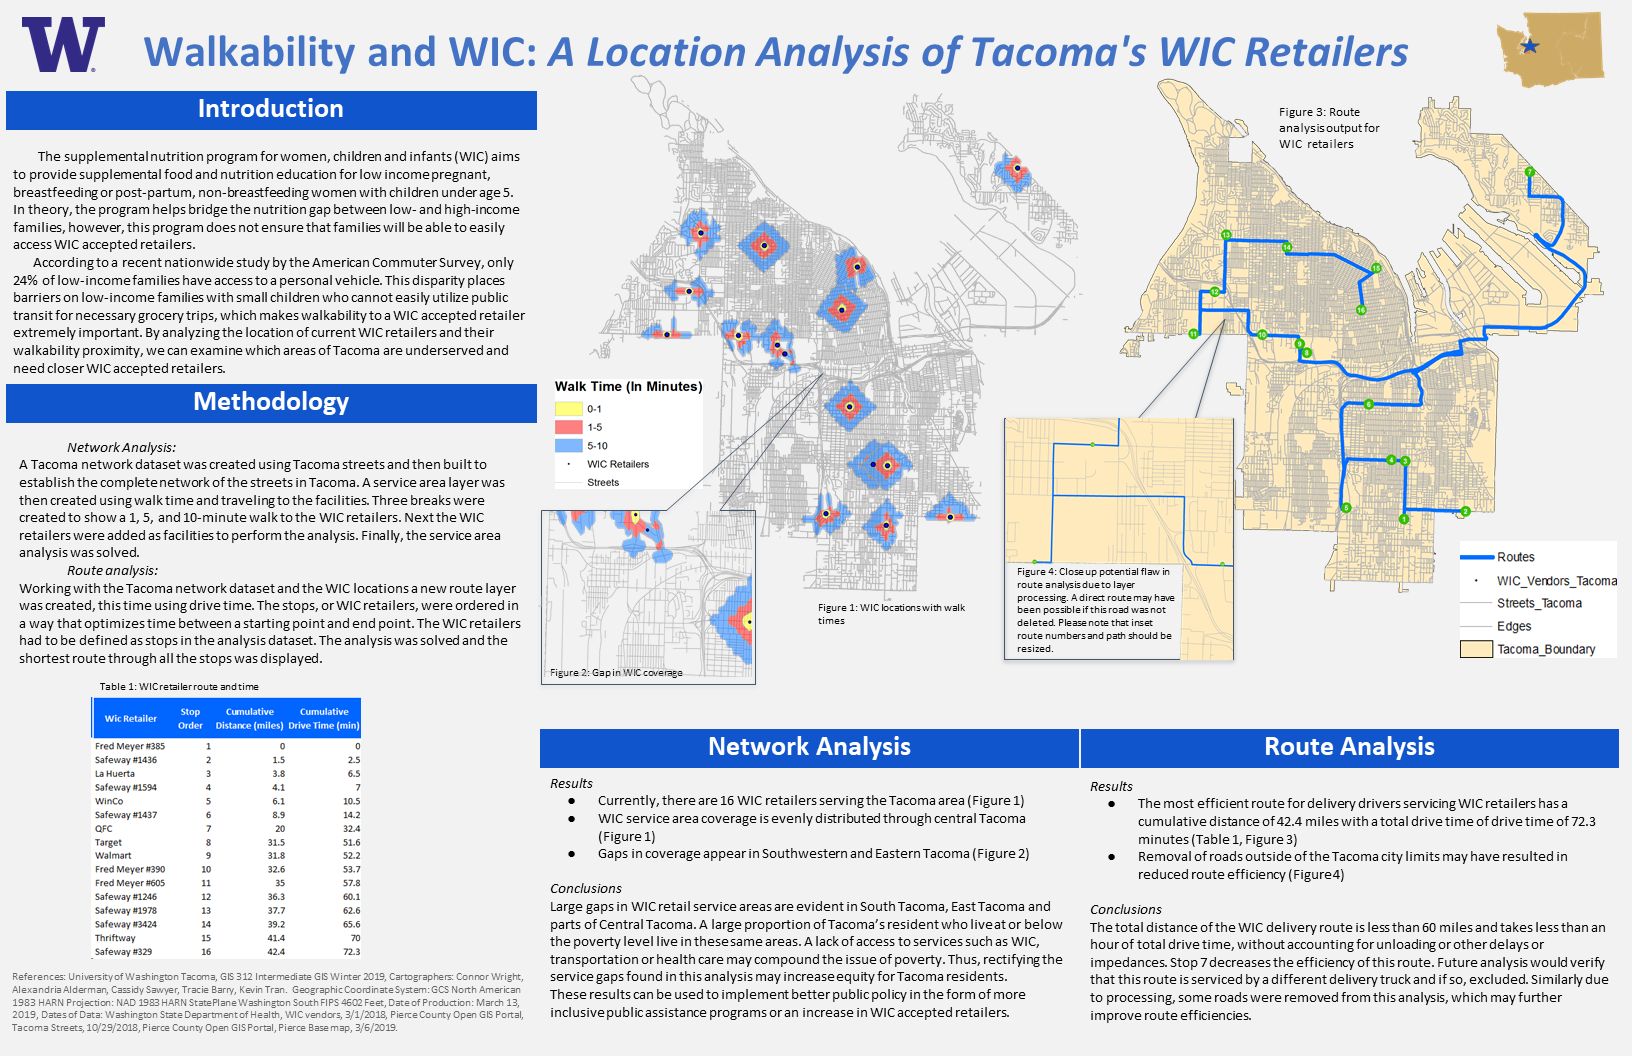 W
Walkability and WIC: A Location Analysis of Tacoma's WIC Retailers
Introduction
The supplemental nutrition program for women, children and infants (WIC) aims
to provide supplemental food and nutrition education for low income pregnant,
breastfeeding or post-partum, non-breastfeeding women with children under age 5.
In theory, the program helps bridge the nutrition gap between low- and high-income
families, however, this program does not ensure that families will be able to easily
access WIC accepted retailers.
According to a recent nationwide study by the American Commuter Survey, only
24% of low-income families have access to a personal vehicle. This disparity places
barriers on low-income families with small children who cannot easily utilize public
transit for necessary grocery trips, which makes walkability to a WIC accepted retailer
extremely important. By analyzing the location of current WIC retailers and their
walkability proximity, we can examine which areas of Tacoma are underserved and
need closer WIC accepted retailers.
Methodology
Network Analysis:
A Tacoma network dataset was created using Tacoma streets and then built to
establish the complete network of the streets in Tacoma. A service area layer was
then created using walk time and traveling to the facilities. Three breaks were
created to show a 1, 5, and 10-minute walk to the WIC retailers. Next the WIC
retailers were added as facilities to perform the analysis. Finally, the service area
analysis was solved.
Route analysis:
Working with the Tacoma network dataset and the WIC locations a new route layer
was created, this time using drive time. The stops, or WIC retailers, were ordered in
a way that optimizes time between a starting point and end point. The WIC retailers
had to be defined as stops in the analysis dataset. The analysis was solved and the
shortest route through all the stops was displayed.
Table 1: WIC retailer route and time
Wic Retailer Stop Order Cumulative Distance (miles) Cumulative Drive Time (min)
Fred Meyer #385 1 0 0
Safeway #1436 2 1.5 2.5
La Huerta 3 3.8 6.5
Safeway #1594 4 4.1 7
WinCo 5 6.1 10.5
Safeway #1437 6 8.9 14.2
QFC 7 20 32.4
Target 8 31.5 51.6
Walmart 9 31.8 52.2
Fred Meyer #390 10 32.6 53.7
Fred Meyer #605 11 35 57.8
Safeway #1246 12 36.3 60.1
Safeway #1978 13 37.7 62.6
Safeway #3424 14 39.2 65.6
Thriftway 15 41.4 70
Safeway #329 16 42.4 72.3
References: University of Washington Tacoma, GIS 312 Intermediate GIS Winter 2019, Cartographers: Connor Wright,
Alexandria Alderman, Cassidy Sawyer, Tracie Barry, Kevin Tran. Geographic Coordinate System: GCS North American
1983 HARN Projection: NAD 1983 HARN StatePlane Washington South FIPS 4602 Feet, Date of Production: March 13,
2019, Dates of Data: Washington State Department of Health, WIC vendors, 3/1/2018, Pierce County Open GIS Portal,
Tacoma Streets, 10/29/2018, Pierce County Open GIS Portal, Pierce Base map, 3/6/2019.
Walk Time (In Minutes)
0-1
1-5
5-10
WIC Retailers
Streets
Figure 2: Gap in WIC coverage
Figure 1: WIC locations with walk
times
Figure 3: Route
analysis output for
WIC retailers
7
13
14
15
12
16
11
10
9
8
6
4
3
5
1
2
Figure 4: Close up potential flaw in
route analysis due to layer
processing. A direct route may have
been possible if this road was not
deleted. Please note that inset
route numbers and path should be
resized.
Routes
WIC_Vendors_Tacoma
Streets_Tacoma
Edges
Tacoma_Boundary
Network Analysis
Results
● Currently, there are 16 WIC retailers serving the Tacoma area (Figure 1)
● WIC service area coverage is evenly distributed through central Tacoma
(Figure 1)
● Gaps in coverage appear in Southwestern and Eastern Tacoma (Figure 2)
Conclusions
Large gaps in WIC retail service areas are evident in South Tacoma, East Tacoma and
parts of Central Tacoma. A large proportion of Tacoma's resident who live at or below
the poverty level live in these same areas. A lack of access to services such as WIC,
transportation or health care may compound the issue of poverty. Thus, rectifying the
service gaps found in this analysis may increase equity for Tacoma residents.
These results can be used to implement better public policy in the form of more
inclusive public assistance programs or an increase in WIC accepted retailers.
Route Analysis
Results
● The most efficient route for delivery drivers servicing WIC retailers has a
cumulative distance of 42.4 miles with a total drive time of drive time of 72.3
minutes (Table 1, Figure 3)
● Removal of roads outside of the Tacoma city limits may have resulted in
reduced route efficiency (Figure 4)
Conclusions
The total distance of the WIC delivery route is less than 60 miles and takes less than an
hour of total drive time, without accounting for unloading or other delays or
impedances. Stop 7 decreases the efficiency of this route. Future analysis would verify
that this route is serviced by a different delivery truck and if so, excluded. Similarly due
to processing, some roads were removed from this analysis, which may further
improve route efficiencies.